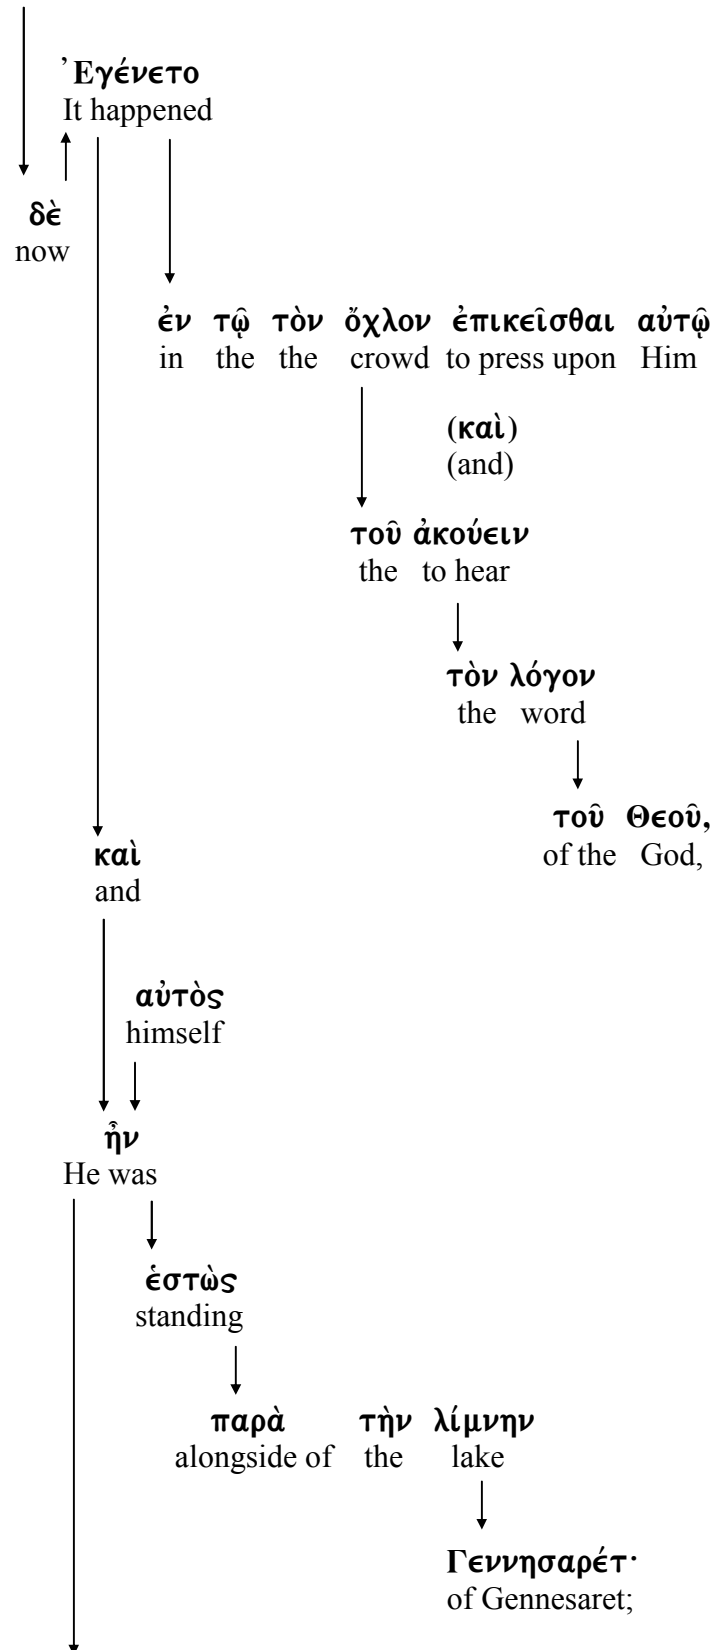 Ἐγένετο
It happened
δὲ
now
ἐν τῷ τὸν ὄχλον ἐπικεῖσθαι αὐτῷ
in the the crowd to press upon Him
(καὶ)
(and)
τοῦ ἀκούειν
the to hear
τὸν λόγον
the word
τοῦ Θεοῦ,
of the God,
καὶ
and
αὐτὸς
himself
ἦν
He was
ἑστὼς
standing
παρὰ τὴν λίμνην
alongside of the lake
Γεννησαρέτ·
of Gennesaret;